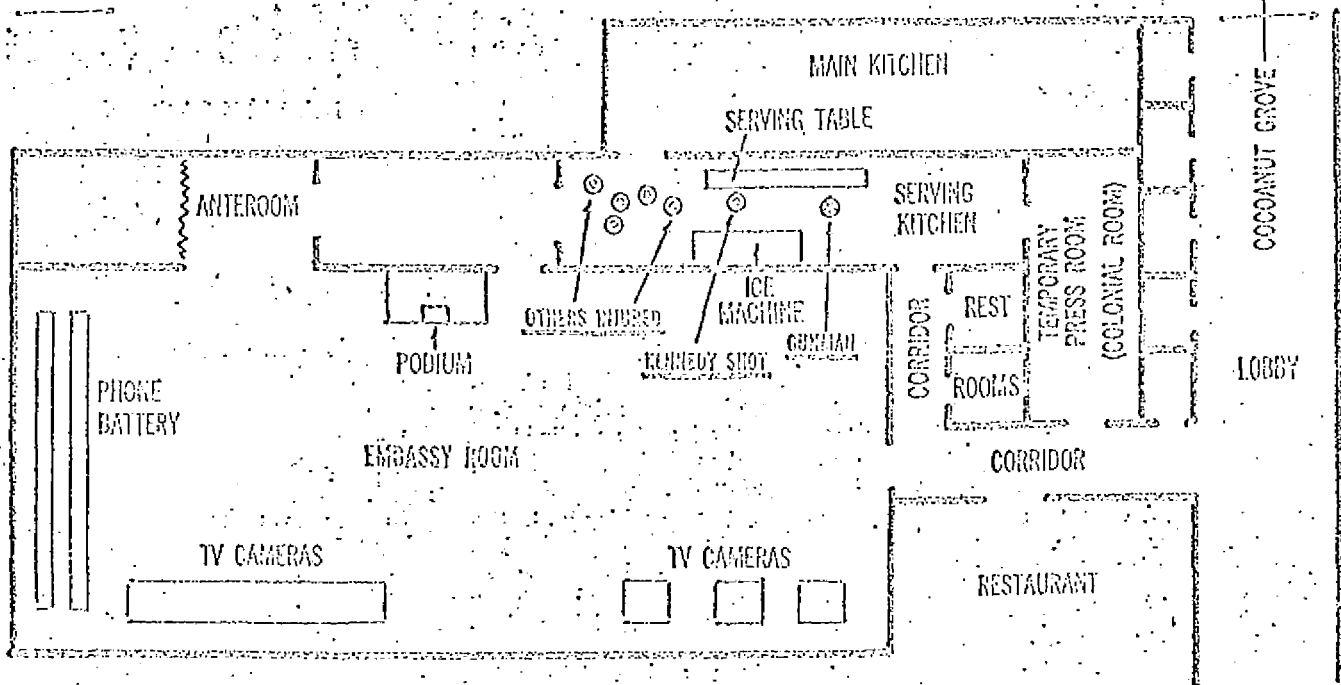 MAIN KITCHEN
SERVING TABLE
COCOANUT GROVE
ANTEROOM
SERVING
KITCHEN
TEMPORARY
PRESS ROOM
(COLONIAL ROOM)
ICE
MACHINE
OTHERS INJURED
KENNEDY SHOT
GUNMAN
PODIUM
CORRIDOR
REST
ROOMS
LOBBY
PHONE
BATTERY
EMBASSY ROOM
CORRIDOR
TV CAMERAS
TV CAMERAS
RESTAURANT